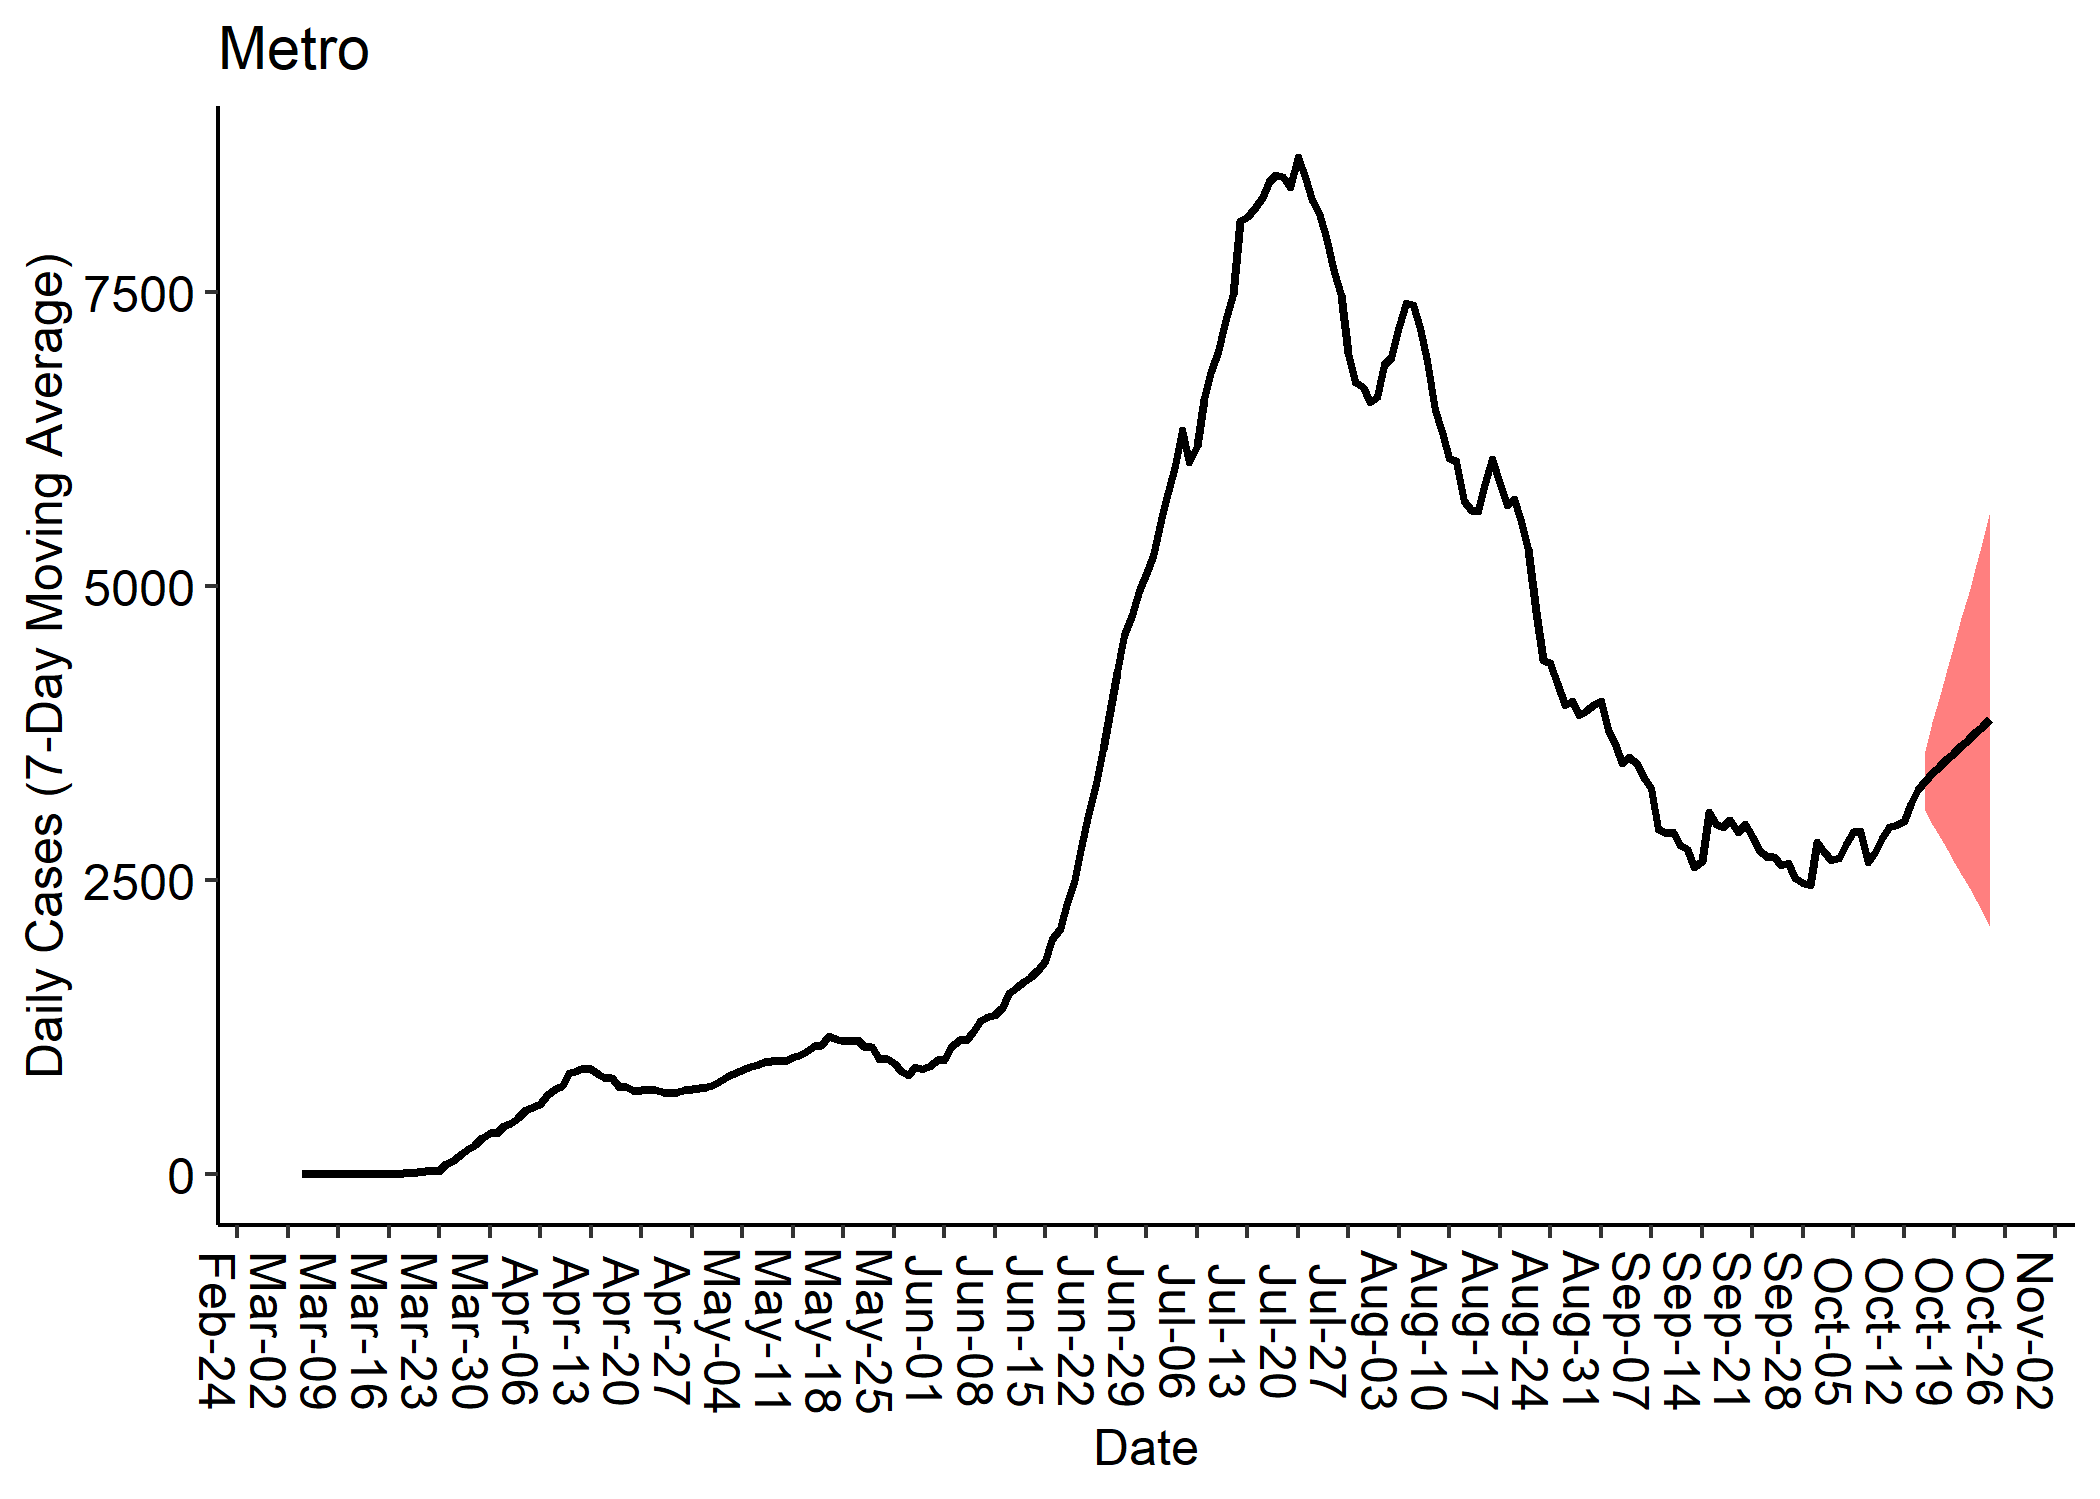 Metro
Daily Cases (7-Day Moving Average)
7500
5000
2500
0
Feb-24
Mar-02
Mar-09
Mar-16
Mar-23
Mar-30
Apr-06
Apr-13
Apr-20
Apr-27
May-04
May-11
May-18
May-25
Jun-01
Jun-08
Jun-15
Jun-22
Jun-29
Jul-06
Jul-13
Jul-20
Jul-27
Aug-03
Aug-10
Aug-17
Aug-24
Aug-31
Sep-07
Sep-14
Sep-21
Sep-28
Oct-05
Oct-12
Oct-19
Oct-26
Nov-02
Date